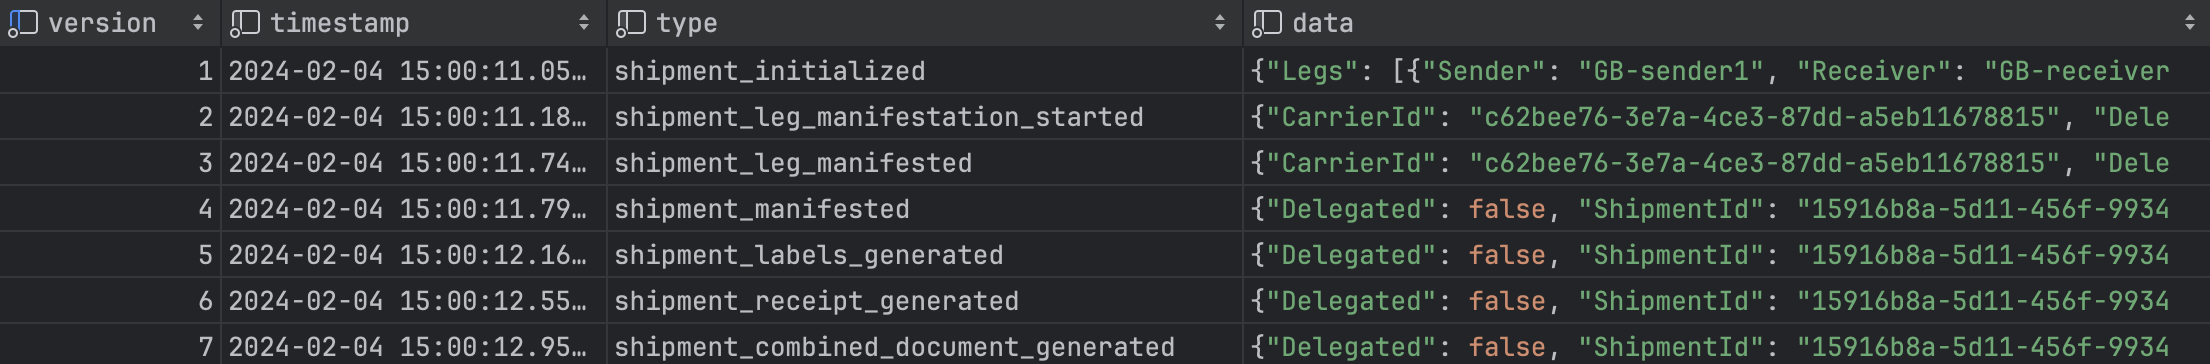 version timestamp type data
1 2024-02-04 15:00:11.05… shipment_initialized {"Legs": [{"Sender": "GB-sender1", "Receiver": "GB-receiver
2 2024-02-04 15:00:11.18… shipment_leg_manifestation_started {"CarrierId": "c62bee76-3e7a-4ce3-87dd-a5eb11678815", "Dele
3 2024-02-04 15:00:11.74… shipment_leg_manifested {"CarrierId": "c62bee76-3e7a-4ce3-87dd-a5eb11678815", "Dele
4 2024-02-04 15:00:11.79… shipment_manifested {"Delegated": false, "ShipmentId": "15916b8a-5d11-456f-9934
5 2024-02-04 15:00:12.16… shipment_labels_generated {"Delegated": false, "ShipmentId": "15916b8a-5d11-456f-9934
6 2024-02-04 15:00:12.55… shipment_receipt_generated {"Delegated": false, "ShipmentId": "15916b8a-5d11-456f-9934
7 2024-02-04 15:00:12.95… shipment_combined_document_generated {"Delegated": false, "ShipmentId": "15916b8a-5d11-456f-9934